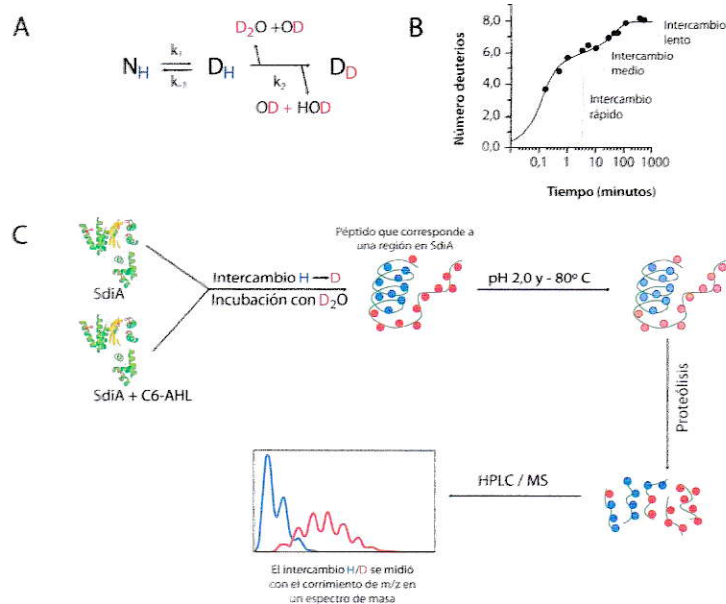 A
N_H
k₁
D_H
D₂O + OD
k₂
OD + HOD
D_D
B
Número deuterios
8,0
6,0
4,0
2,0
0,0
0,1
1
10
100
1000
Tiempo (minutos)
Intercambio
lento
Intercambio
medio
Intercambio
rápido
C
SdiA
SdiA + C6-AHL
Intercambio H → D
Incubación con D₂O
Péptido que corresponde a
una región en SdiA
pH 2,0 y - 80º C
Proteólisis
HPLC / MS
El intercambio H/D se midió
con el corrimiento de m/z en
un espectro de masa